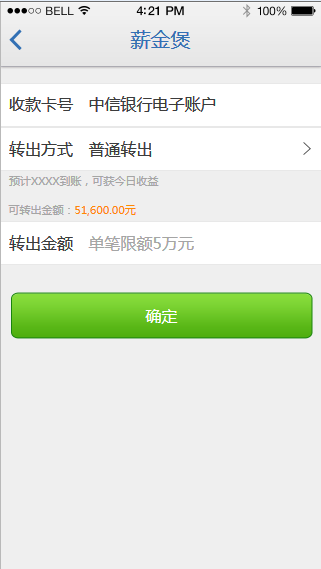 BELL 4:21 PM 100%
薪金煲
收款卡号 中信银行电子账户
转出方式 普通转出
预计XXXX到账，可获今日收益
可转出金额：51,600.00元
转出金额 单笔限额5万元
确定